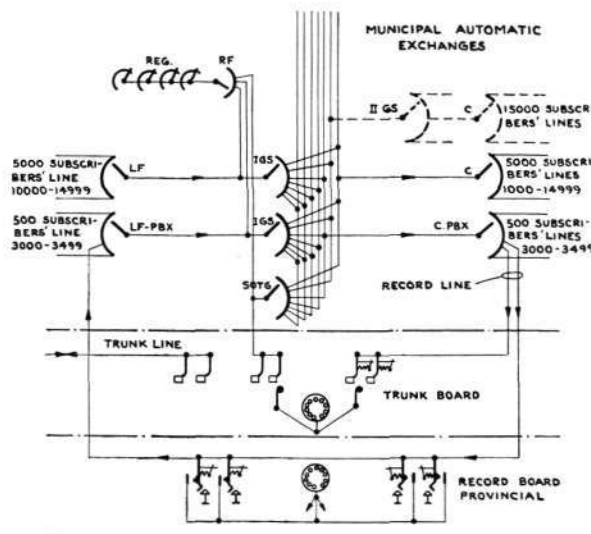 MUNICIPAL AUTOMATIC
EXCHANGES
REG.
RF
II GS
C
15000 SUBSCRI-
BERS' LINES
5000 SUBSCRI-
BERS' LINE
10000-14999
LF
IGS
C
5000 SUBSCRI-
BERS' LINES
10000-14999
500 SUBSCRI-
BERS' LINE
3000-3499
LF-PBX
IGS
C.PBX
500 SUBSCRI-
BERS' LINES
3000-3499
SGTG
RECORD LINE
TRUNK LINE
TRUNK BOARD
RECORD BOARD
PROVINCIAL